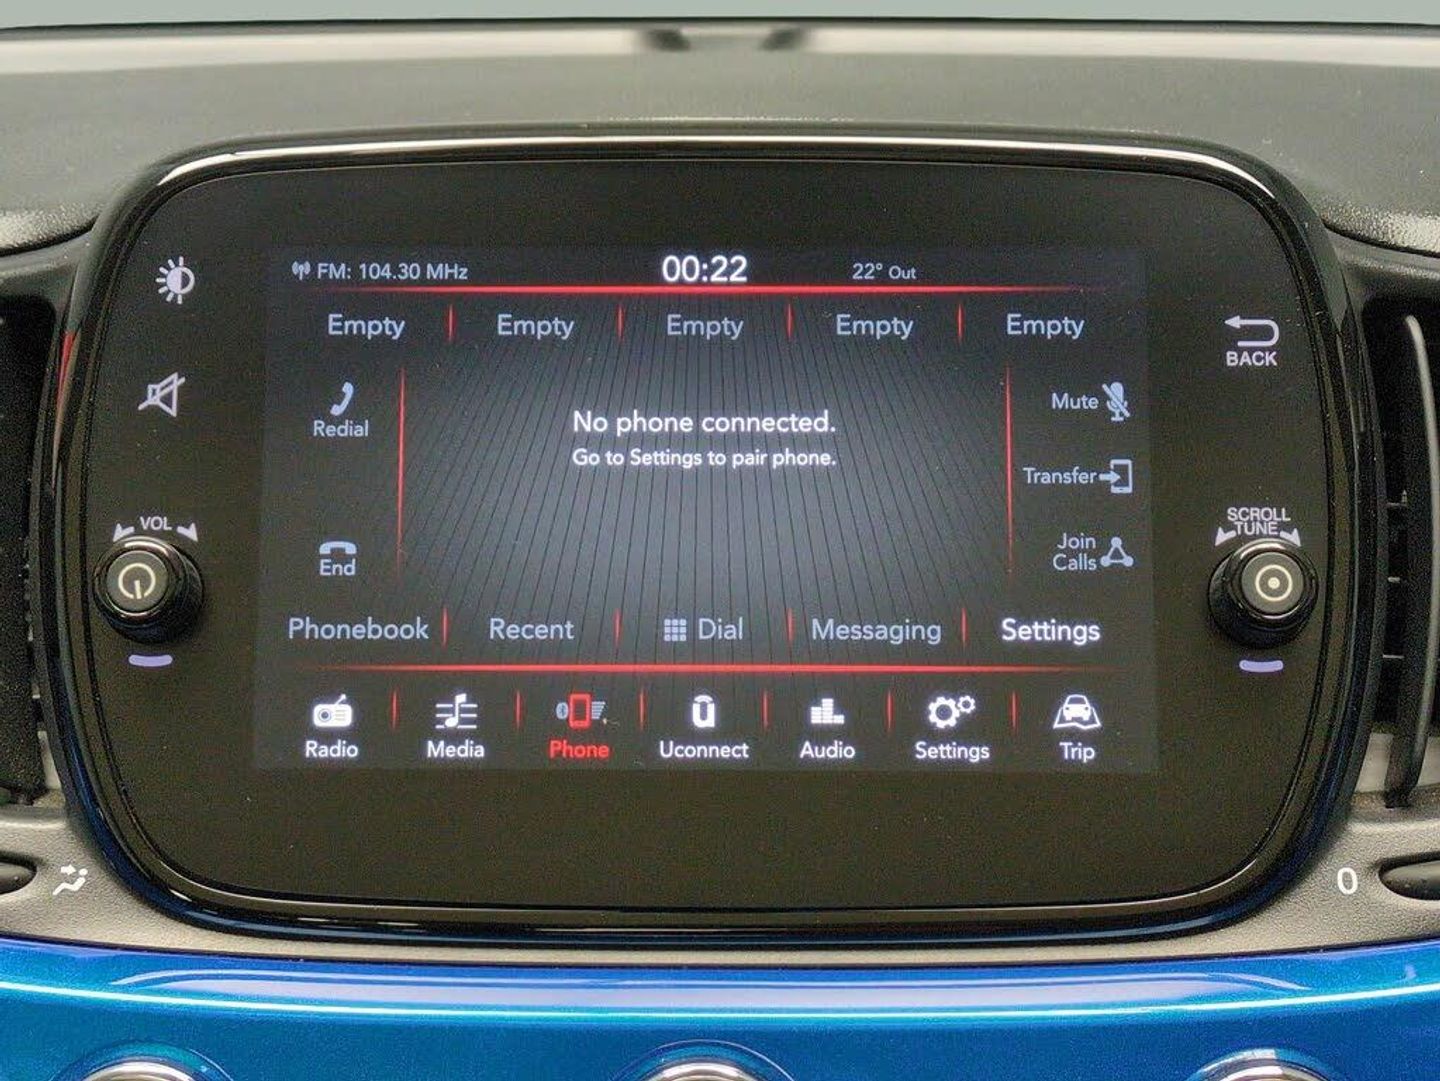 FM: 104.30 MHz 00:22 22° Out
Empty Empty Empty Empty Empty
BACK
Redial
No phone connected.
Go to Settings to pair phone.
Mute
Transfer
VOL
SCROLL
TUNE
End
Join
Calls
Phonebook Recent Dial Messaging Settings
Radio Media Phone Uconnect Audio Settings Trip
0